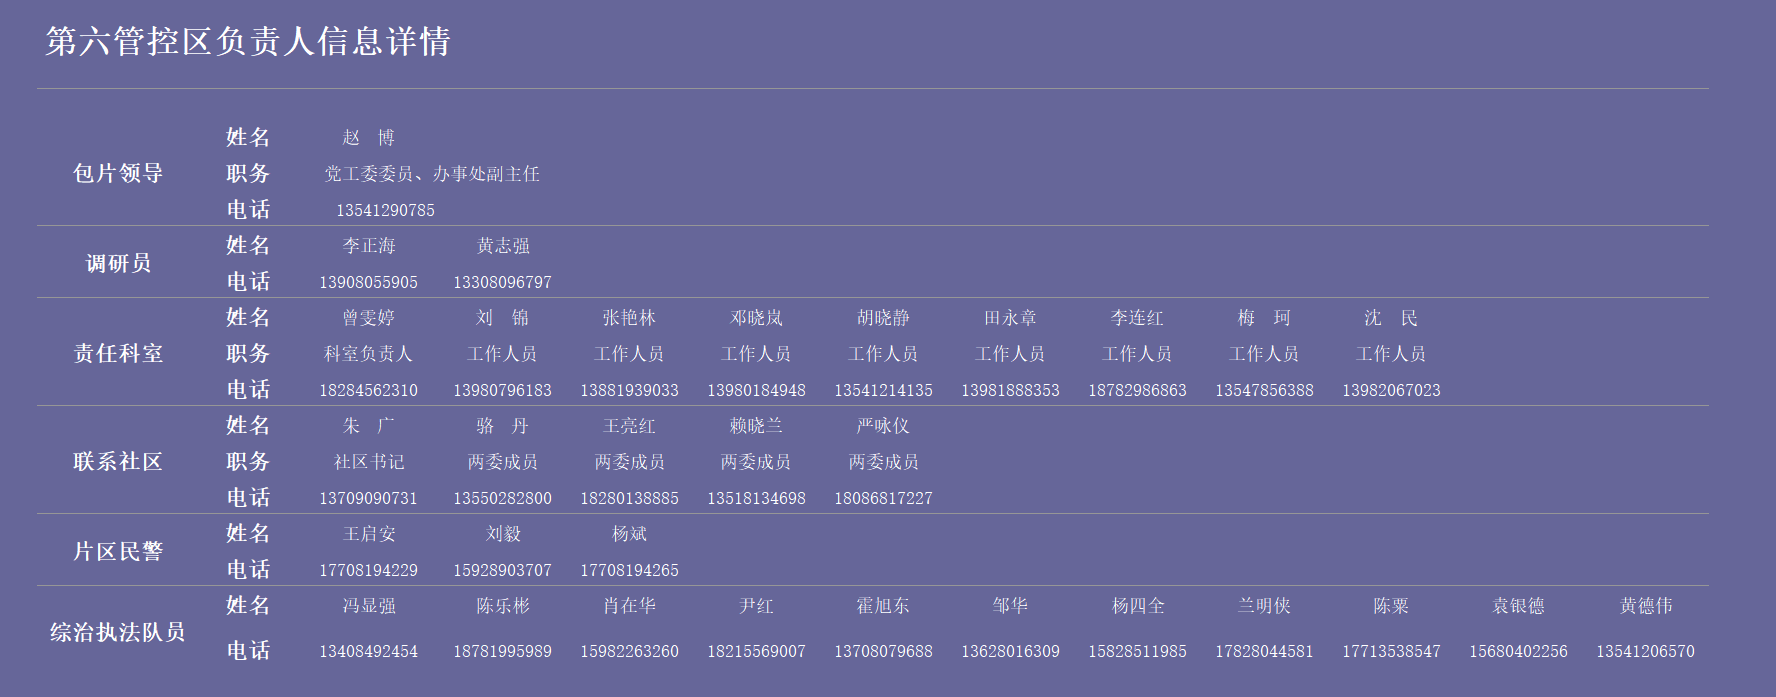 第六管控区负责人信息详情
包片领导
姓名 赵 博
职务 党工委委员、办事处副主任
电话 13541290785
调研员
姓名 李正海 黄志强
电话 13908055905 13308096797
责任科室
姓名 曾雯婷 刘 锦 张艳林 邓晓岚 胡晓静 田永章 李连红 梅 珂 沈 民
职务 科室负责人 工作人员 工作人员 工作人员 工作人员 工作人员 工作人员 工作人员 工作人员
电话 18284562310 13980796183 13881939033 13980184948 13541214135 13981888353 18782986863 13547856388 13982067023
联系社区
姓名 朱 广 骆 丹 王亮红 赖晓兰 严咏仪
职务 社区书记 两委成员 两委成员 两委成员 两委成员
电话 13709090731 13550282800 18280138885 13518134698 18086817227
片区民警
姓名 王启安 刘毅 杨斌
电话 17708194229 15928903707 17708194265
综治执法队员
姓名 冯显强 陈乐彬 肖在华 尹红 霍旭东 邹华 杨四全 兰明侠 陈粟 袁银德 黄德伟
电话 13408492454 18781995989 15982263260 18215569007 13708079688 13628016309 15828511985 17828044581 17713538547 15680402256 13541206570